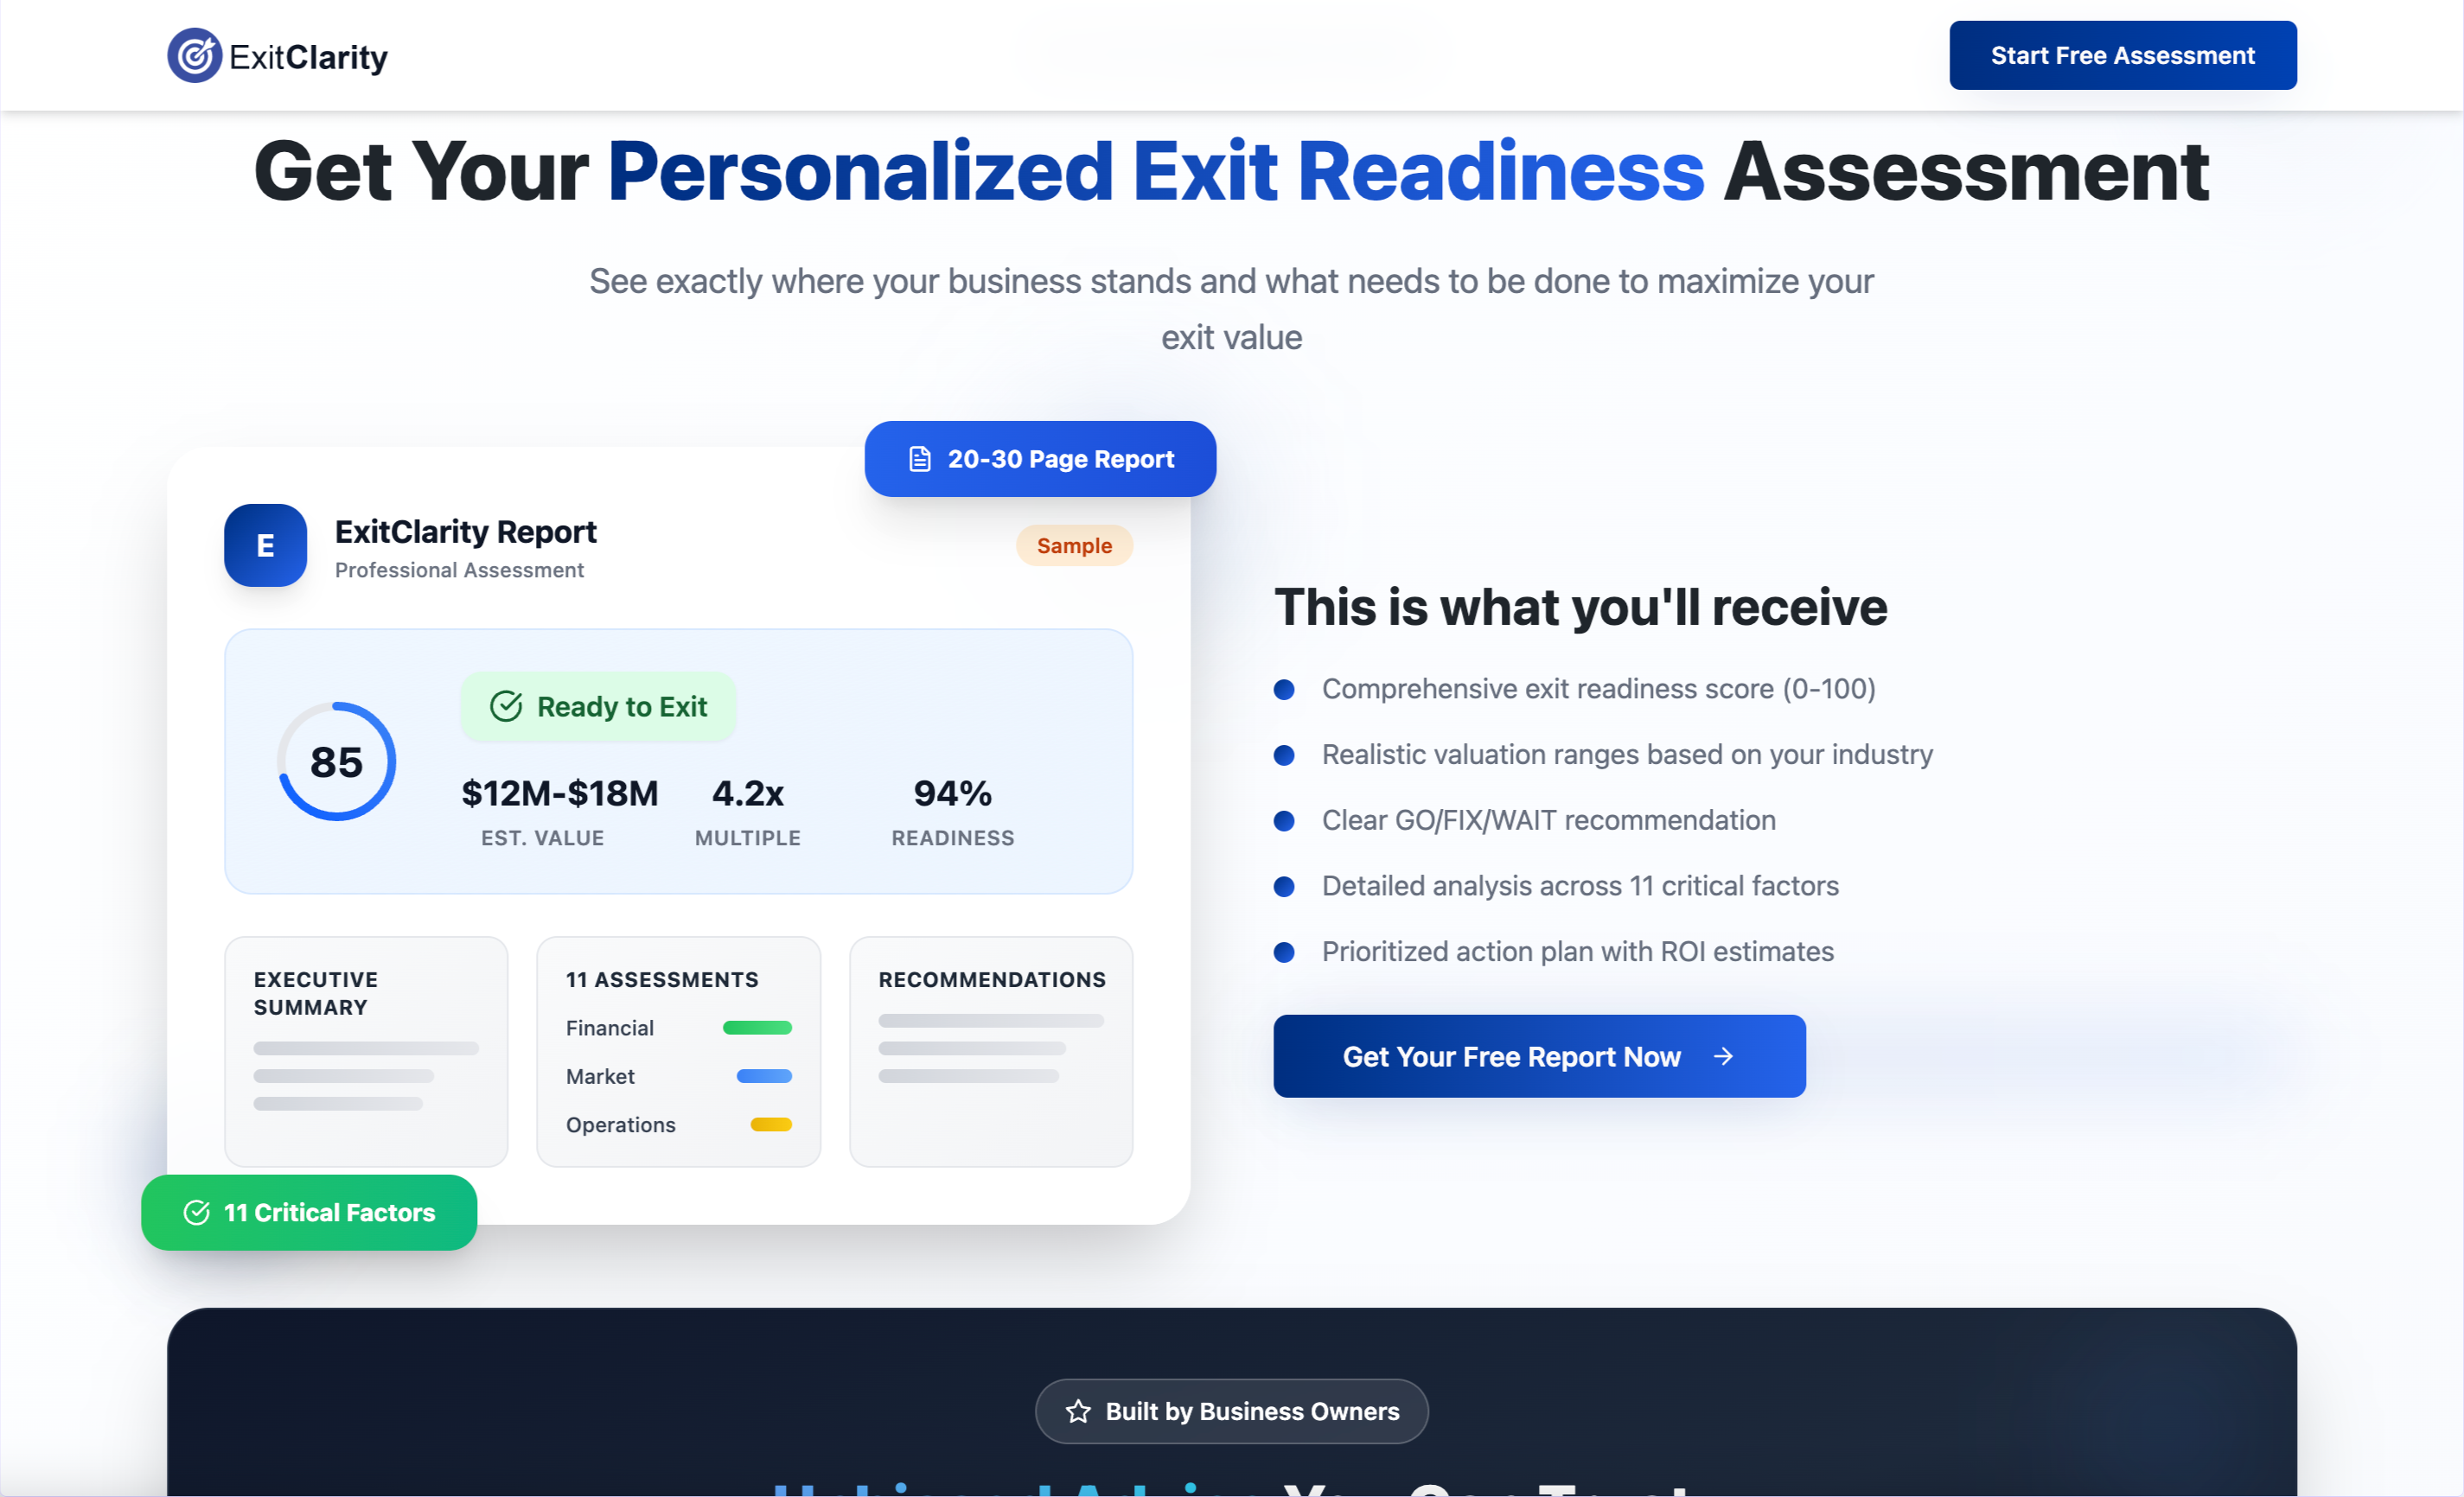 ExitClarity
Start Free Assessment
Get Your Personalized Exit Readiness Assessment
See exactly where your business stands and what needs to be done to maximize your
exit value
20-30 Page Report
E
ExitClarity Report
Professional Assessment
Sample
85
Ready to Exit
$12M-$18M
EST. VALUE
4.2x
MULTIPLE
94%
READINESS
EXECUTIVE
SUMMARY
11 ASSESSMENTS
Financial
Market
Operations
RECOMMENDATIONS
11 Critical Factors
This is what you'll receive
Comprehensive exit readiness score (0-100)
Realistic valuation ranges based on your industry
Clear GO/FIX/WAIT recommendation
Detailed analysis across 11 critical factors
Prioritized action plan with ROI estimates
Get Your Free Report Now
Built by Business Owners
Unbiased Advice You Can Trust